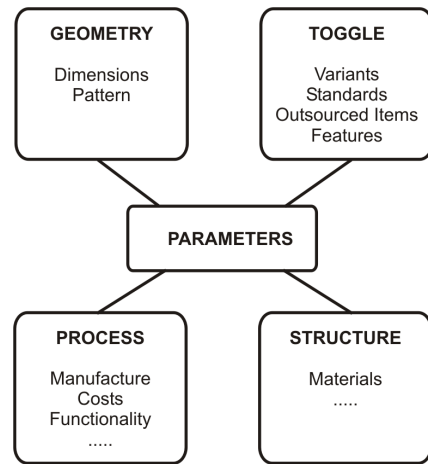 GEOMETRY
Dimensions
Pattern
TOGGLE
Variants
Standards
Outsourced Items
Features
PARAMETERS
PROCESS
Manufacture
Costs
Functionality
.....
STRUCTURE
Materials
.....